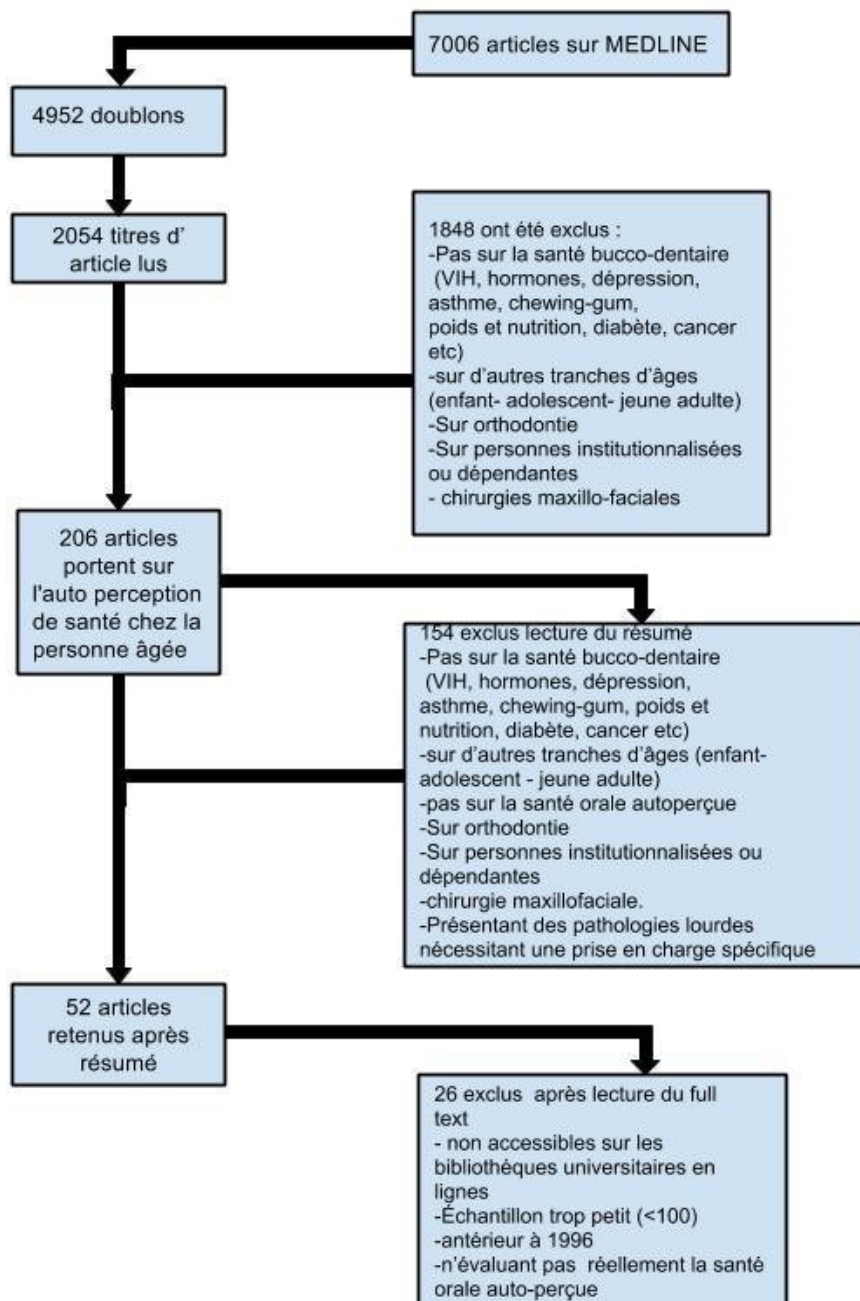 7006 articles sur MEDLINE
4952 doublons
2054 titres d’
article lus
1848 ont été exclus :
-Pas sur la santé bucco-dentaire
(VIH, hormones, dépression,
asthme, chewing-gum,
poids et nutrition, diabète, cancer
etc)
-sur d’autres tranches d’âges
(enfant- adolescent- jeune adulte)
-Sur orthodontie
-Sur personnes institutionnalisées
ou dépendantes
- chirurgies maxillo-faciales
206 articles
portent sur
l'auto perception
de santé chez la
personne âgée
154 exclus lecture du résumé
-Pas sur la santé bucco-dentaire
(VIH, hormones, dépression,
asthme, chewing-gum, poids et
nutrition, diabète, cancer etc)
-sur d’autres tranches d’âges (enfant-
adolescent - jeune adulte)
-pas sur la santé orale autoperçue
-Sur orthodontie
-Sur personnes institutionnalisées ou
dépendantes
-chirurgie maxillofaciale.
-Présentant des pathologies lourdes
nécessitant une prise en charge spécifique
52 articles
retenus après
résumé
26 exclus après lecture du full
text
- non accessibles sur les
bibliothéques universitaires en
lignes
-Échantillon trop petit (<100)
-antérieur à 1996
-n’évaluant pas réellement la santé
orale auto-perçue